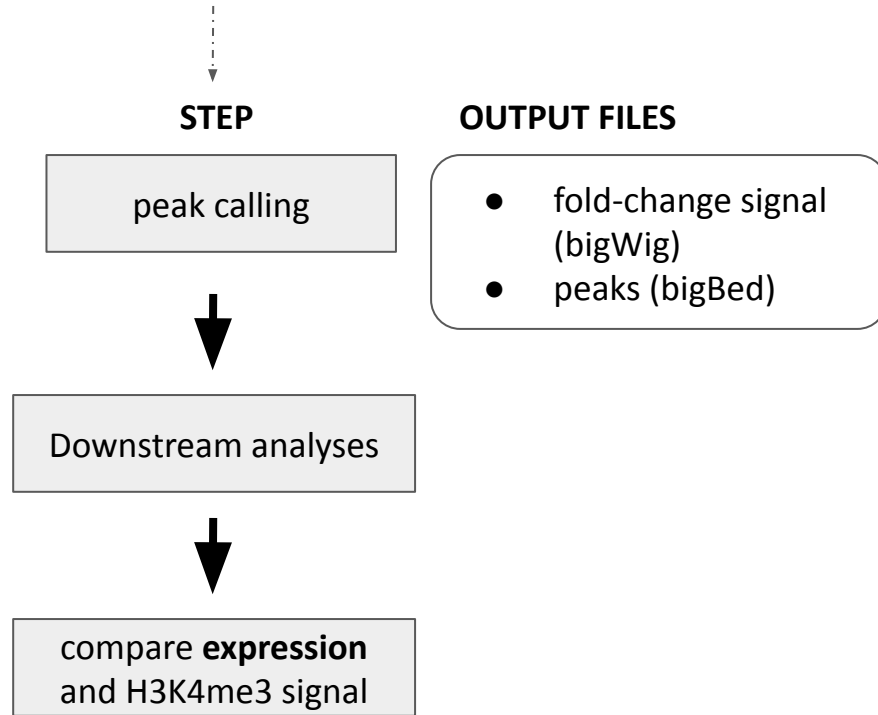 STEP
OUTPUT FILES
peak calling
● fold-change signal
(bigWig)
● peaks (bigBed)
Downstream analyses
compare expression
and H3K4me3 signal